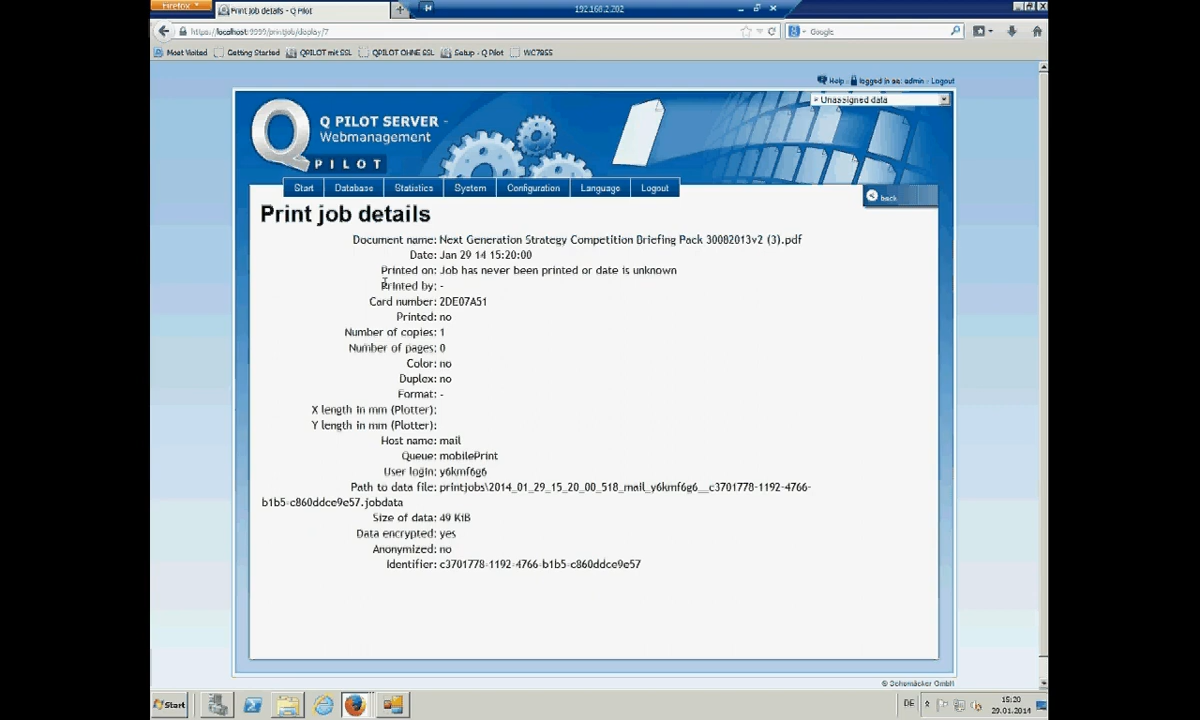 Firefox
Print job details - Q Pilot
192.168.2.202
https://localhost:9999/printjob/display/7
Google
Most Visited
Getting Started
QPILOT mit SSL
QPILOT OHNE SSL
Setup - Q Pilot
WC7855
Help
logged in as: admin
Logout
Unassigned data
Q PILOT SERVER -
Webmanagement
Q PILOT
Start
Database
Statistics
System
Configuration
Language
Logout
back
Print job details
Document name: Next Generation Strategy Competition Briefing Pack 30082013v2 (3).pdf
Date: Jan 29 14 15:20:00
Printed on: Job has never been printed or date is unknown
Printed by: -
Card number: 2DE07A51
Printed: no
Number of copies: 1
Number of pages: 0
Color: no
Duplex: no
Format: -
X length in mm (Plotter):
Y length in mm (Plotter):
Host name: mail
Queue: mobilePrint
User login: y6kmf6g6
Path to data file: printjobs\2014_01_29_15_20_00_518_mail_y6kmf6g6__c3701778-1192-4766-
b1b5-c860ddce9e57.jobdata
Size of data: 49 KiB
Data encrypted: yes
Anonymized: no
Identifier: c3701778-1192-4766-b1b5-c860ddce9e57
© Schomäcker GmbH
Start
DE
15:20
29.01.2014